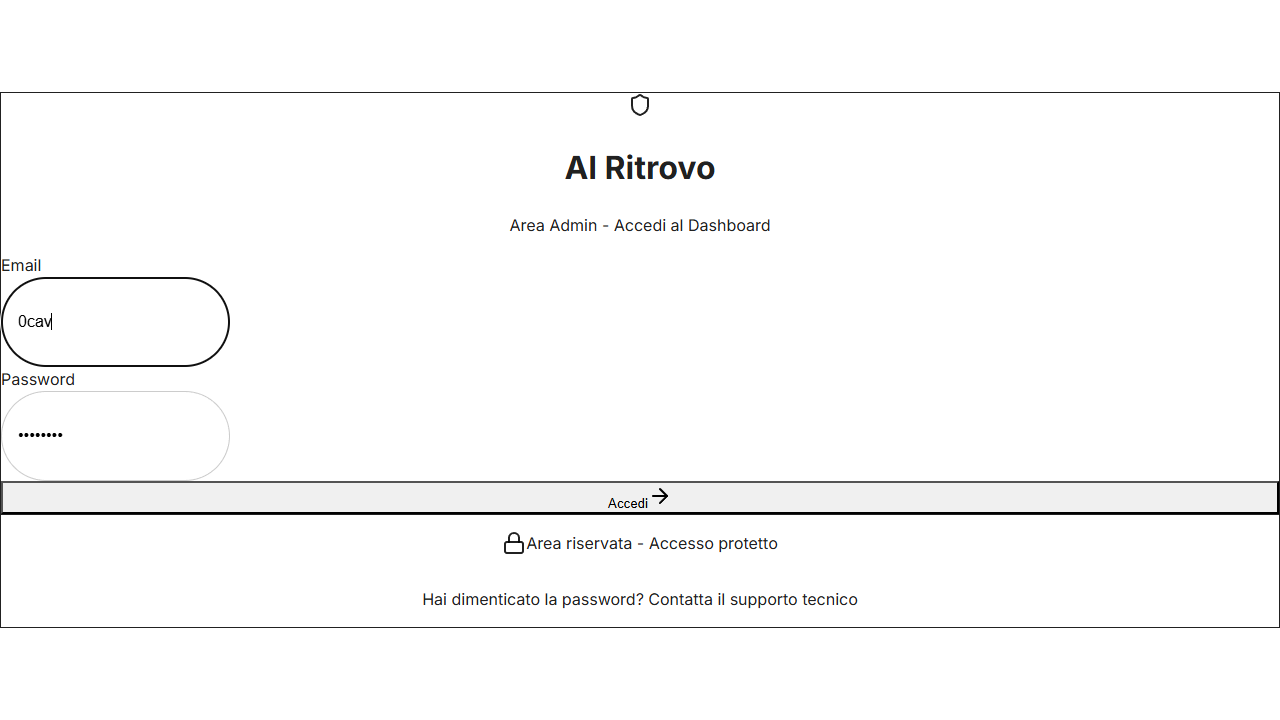 Al Ritrovo
Area Admin - Accedi al Dashboard
Email
0cav
Password
••••••••
Accedi
Area riservata - Accesso protetto
Hai dimenticato la password? Contatta il supporto tecnico